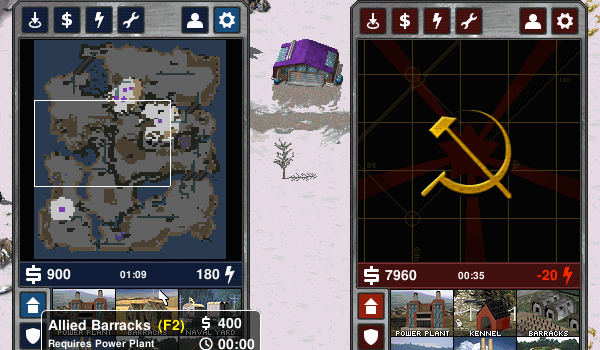 $ 900 01:09 180
Allied Barracks (F2) $ 400
Requires Power Plant 00:00
$ 7960 00:35 -20
POWER PLANT KENNEL BARRACKS